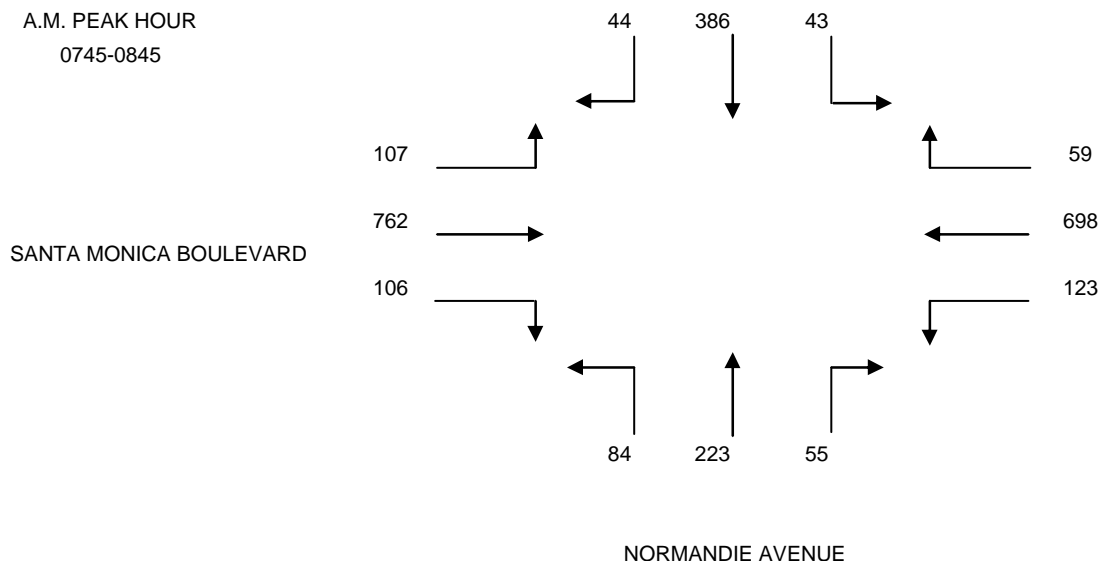 A.M. PEAK HOUR
0745-0845
44 386 43
107 59
762 698
SANTA MONICA BOULEVARD
106 123
84 223 55
NORMANDIE AVENUE